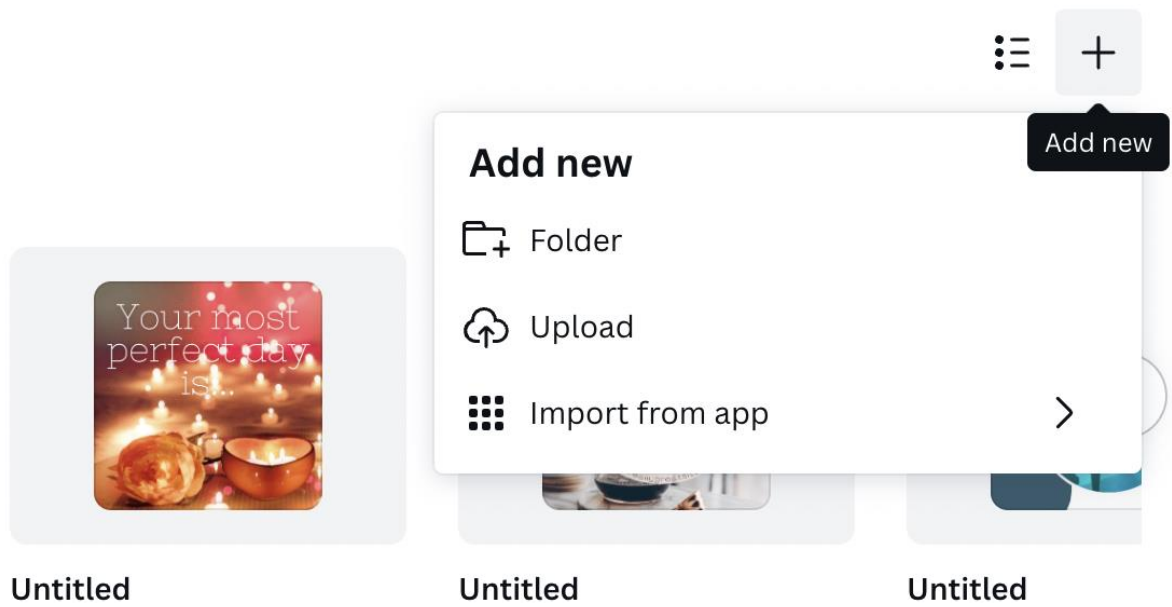 Add new
Add new
Folder
Upload
Import from app
Your most
perfect day
is...
Untitled
Untitled
Untitled